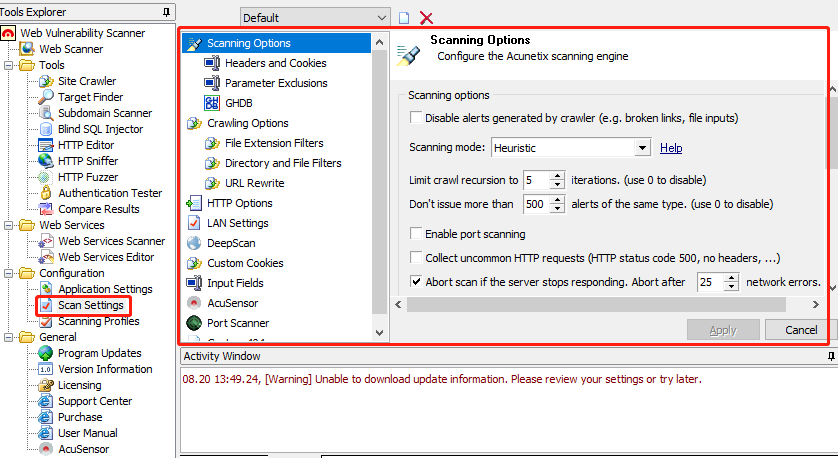 Tools Explorer
Web Vulnerability Scanner
Web Scanner
Tools
Site Crawler
Target Finder
Subdomain Scanner
Blind SQL Injector
HTTP Editor
HTTP Sniffer
HTTP Fuzzer
Authentication Tester
Compare Results
Web Services
Web Services Scanner
Web Services Editor
Configuration
Application Settings
Scan Settings
Scanning Profiles
General
Program Updates
Version Information
Licensing
Support Center
Purchase
User Manual
AcuSensor
Default
Scanning Options
Headers and Cookies
Parameter Exclusions
GHDB
Crawling Options
File Extension Filters
Directory and File Filters
URL Rewrite
HTTP Options
LAN Settings
DeepScan
Custom Cookies
Input Fields
AcuSensor
Port Scanner
Scanning Options
Configure the Acunetix scanning engine
Scanning options
Disable alerts generated by crawler (e.g. broken links, file inputs)
Scanning mode: Heuristic Help
Limit crawl recursion to 5 iterations. (use 0 to disable)
Don't issue more than 500 alerts of the same type. (use 0 to disable)
Enable port scanning
Collect uncommon HTTP requests (HTTP status code 500, no headers, ...)
Abort scan if the server stops responding. Abort after 25 network errors.
Apply Cancel
Activity Window
08.20 13:49.24, [Warning] Unable to download update information. Please review your settings or try later.